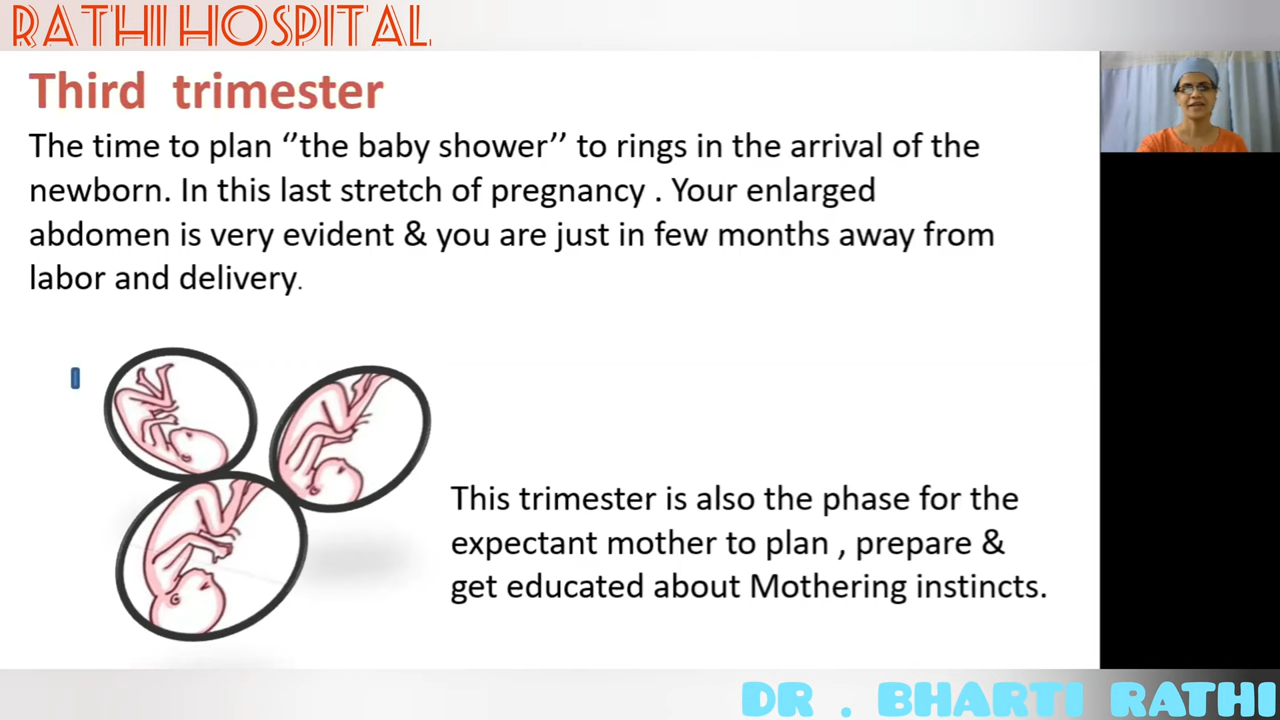 RATHI HOSPITAL
Third trimester
The time to plan ‘’the baby shower’’ to rings in the arrival of the
newborn. In this last stretch of pregnancy . Your enlarged
abdomen is very evident & you are just in few months away from
labor and delivery.
This trimester is also the phase for the
expectant mother to plan , prepare &
get educated about Mothering instincts.
DR . BHARTI RATHI